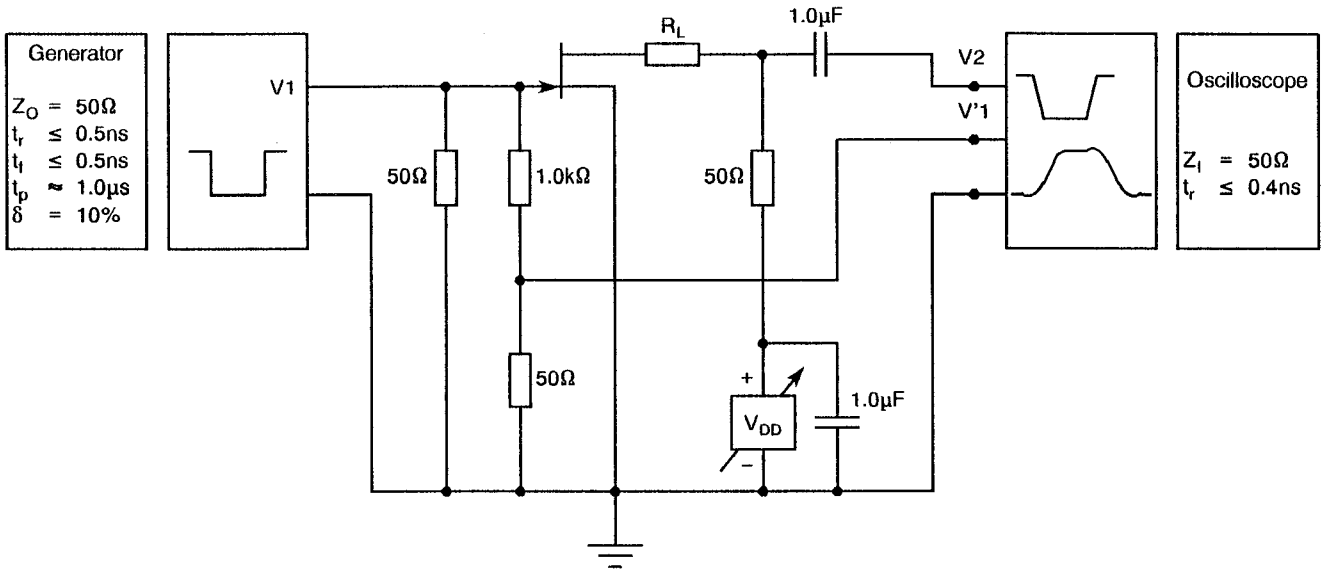 Generator
Z_O = 50Ω
t_r ≤ 0.5ns
t_f ≤ 0.5ns
t_p ≈ 1.0μs
δ = 10%
V1
50Ω
1.0kΩ
50Ω
R_L
1.0μF
50Ω
+
V_DD
−
1.0μF
V2
V'1
Oscilloscope
Z_I = 50Ω
t_r ≤ 0.4ns